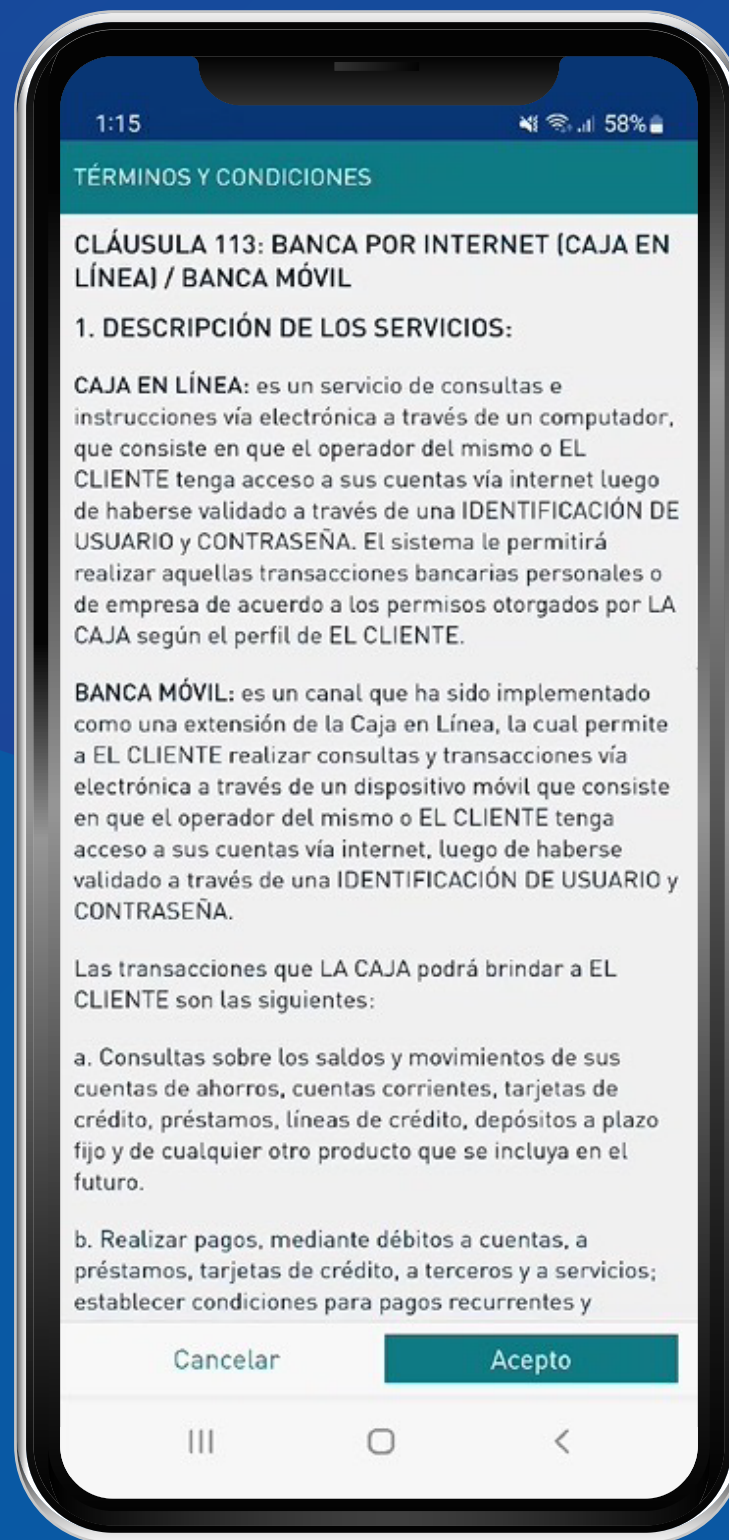 1:15
58%
TÉRMINOS Y CONDICIONES
CLÁUSULA 113: BANCA POR INTERNET (CAJA EN
LÍNEA) / BANCA MÓVIL
1. DESCRIPCIÓN DE LOS SERVICIOS:
CAJA EN LÍNEA: es un servicio de consultas e
instrucciones vía electrónica a través de un computador,
que consiste en que el operador del mismo o EL
CLIENTE tenga acceso a sus cuentas vía internet luego
de haberse validado a través de una IDENTIFICACIÓN DE
USUARIO y CONTRASEÑA. El sistema le permitirá
realizar aquellas transacciones bancarias personales o
de empresa de acuerdo a los permisos otorgados por LA
CAJA según el perfil de EL CLIENTE.
BANCA MÓVIL: es un canal que ha sido implementado
como una extensión de la Caja en Línea, la cual permite
a EL CLIENTE realizar consultas y transacciones vía
electrónica a través de un dispositivo móvil que consiste
en que el operador del mismo o EL CLIENTE tenga
acceso a sus cuentas vía internet, luego de haberse
validado a través de una IDENTIFICACIÓN DE USUARIO y
CONTRASEÑA.
Las transacciones que LA CAJA podrá brindar a EL
CLIENTE son las siguientes:
a. Consultas sobre los saldos y movimientos de sus
cuentas de ahorros, cuentas corrientes, tarjetas de
crédito, préstamos, líneas de crédito, depósitos a plazo
fijo y de cualquier otro producto que se incluya en el
futuro.
b. Realizar pagos, mediante débitos a cuentas, a
préstamos, tarjetas de crédito, a terceros y a servicios;
establecer condiciones para pagos recurrentes y
Cancelar
Acepto